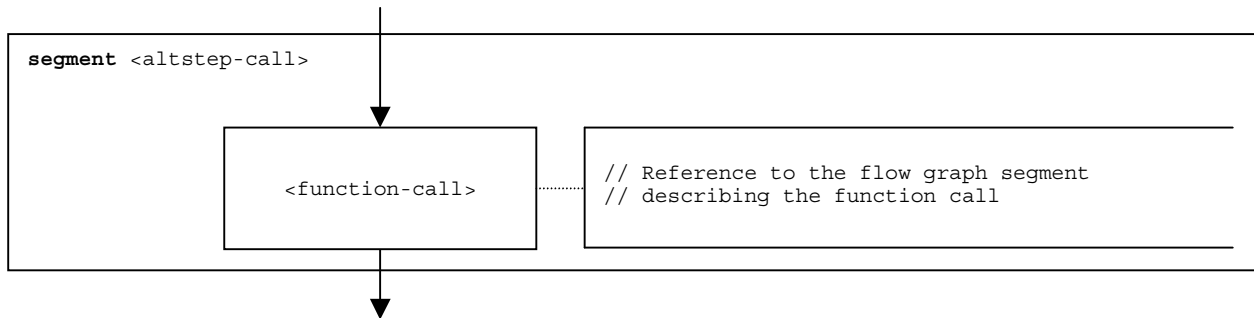 segment <altstep-call>
<function-call>
// Reference to the flow graph segment
// describing the function call